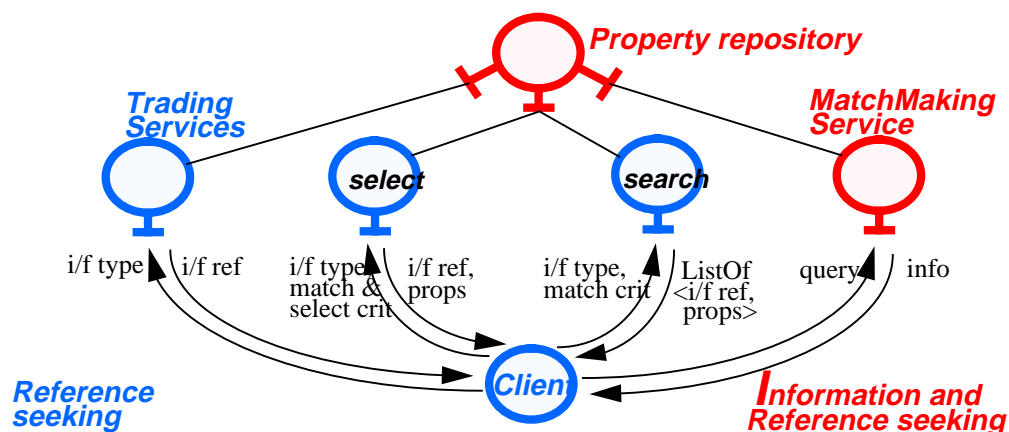 Property repository
Trading
Services
MatchMaking
Service
select
search
i/f type
i/f ref
i/f type,
match &
select crit
i/f ref,
props
i/f type,
match crit
ListOf
<i/f ref,
props>
query
info
Client
Reference
seeking
Information and
Reference seeking